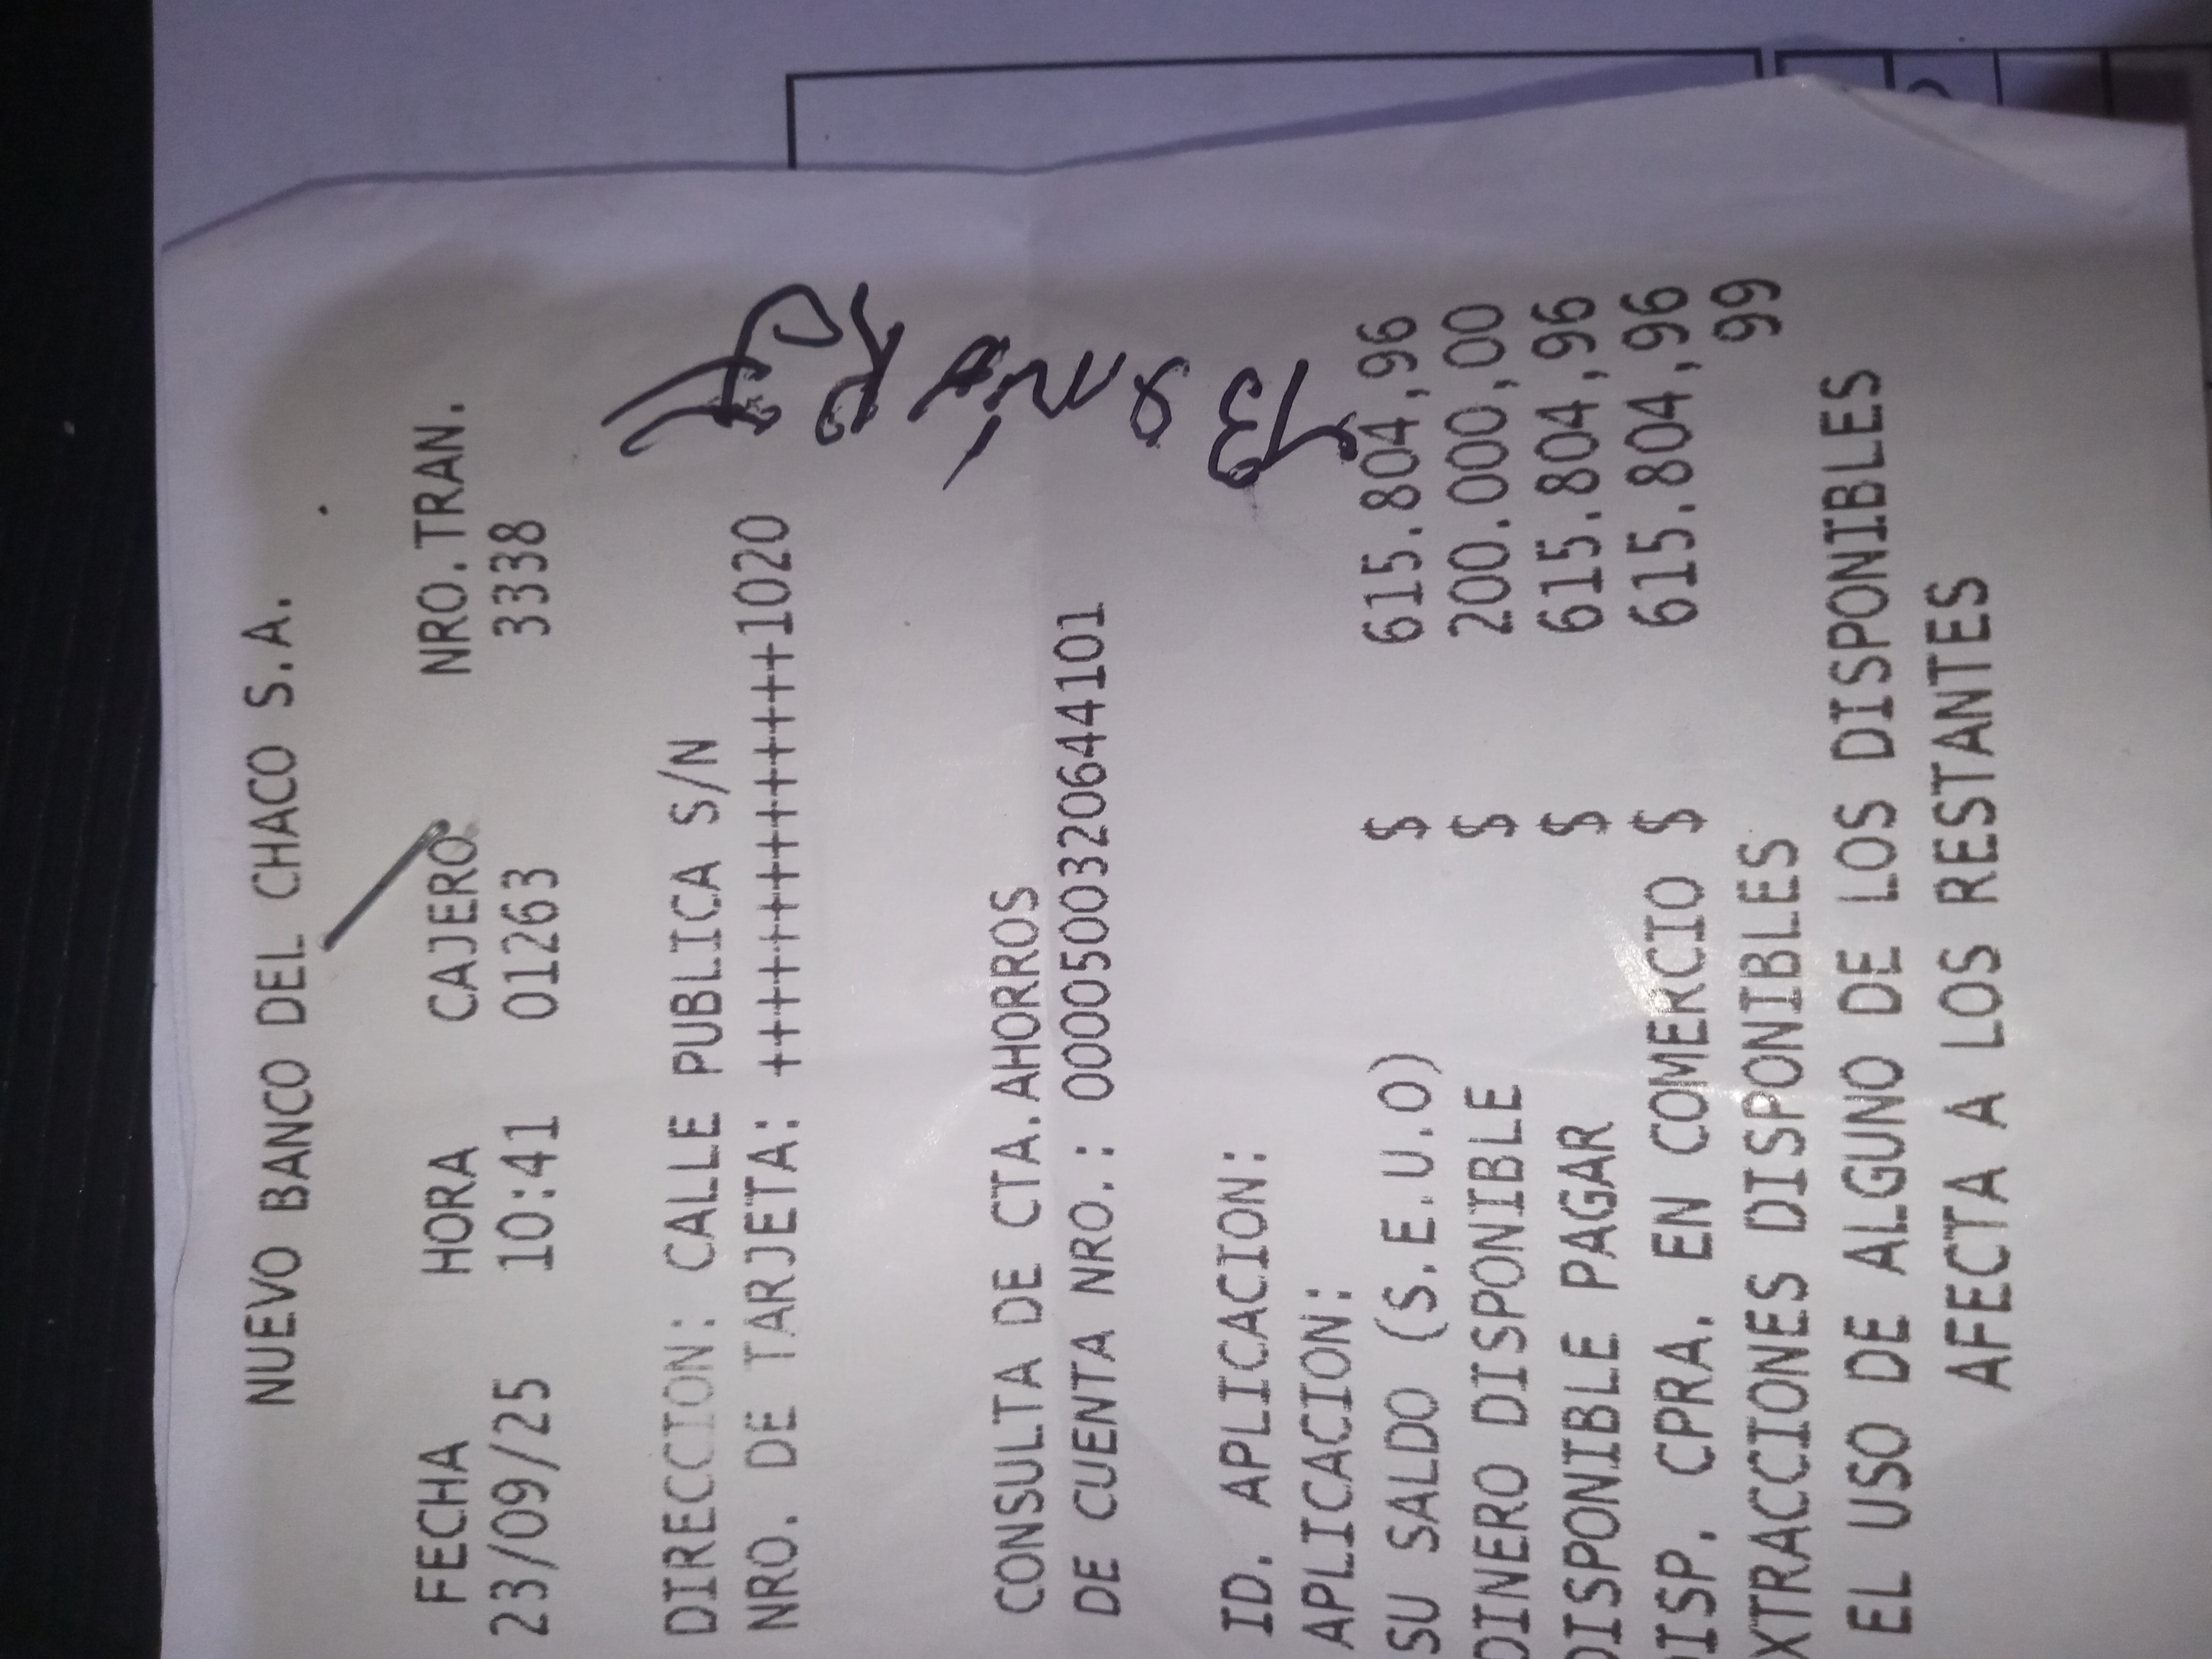 NUEVO BANCO DEL CHACO S.A.
FECHA HORA CAJERO NRO.TRAN.
23/09/25 10:41 01263 3338
DIRECCION: CALLE PUBLICA S/N
NRO. DE TARJETA: ++++++++++++++1020
CONSULTA DE CTA.AHORROS
DE CUENTA NRO.: 000050032064410​1
ID. APLICACION:
APLICACION:
SU SALDO (S.E.U.O) $ 615.804,96
DINERO DISPONIBLE $ 200.000,00
DISPONIBLE PAGAR $ 615.804,96
DISP. CPRA. EN COMERCIO $ 615.804,96
XTRACCIONES DISPONIBLES 99
EL USO DE ALGUNO DE LOS DISPONIBLES
AFECTA A LOS RESTANTES